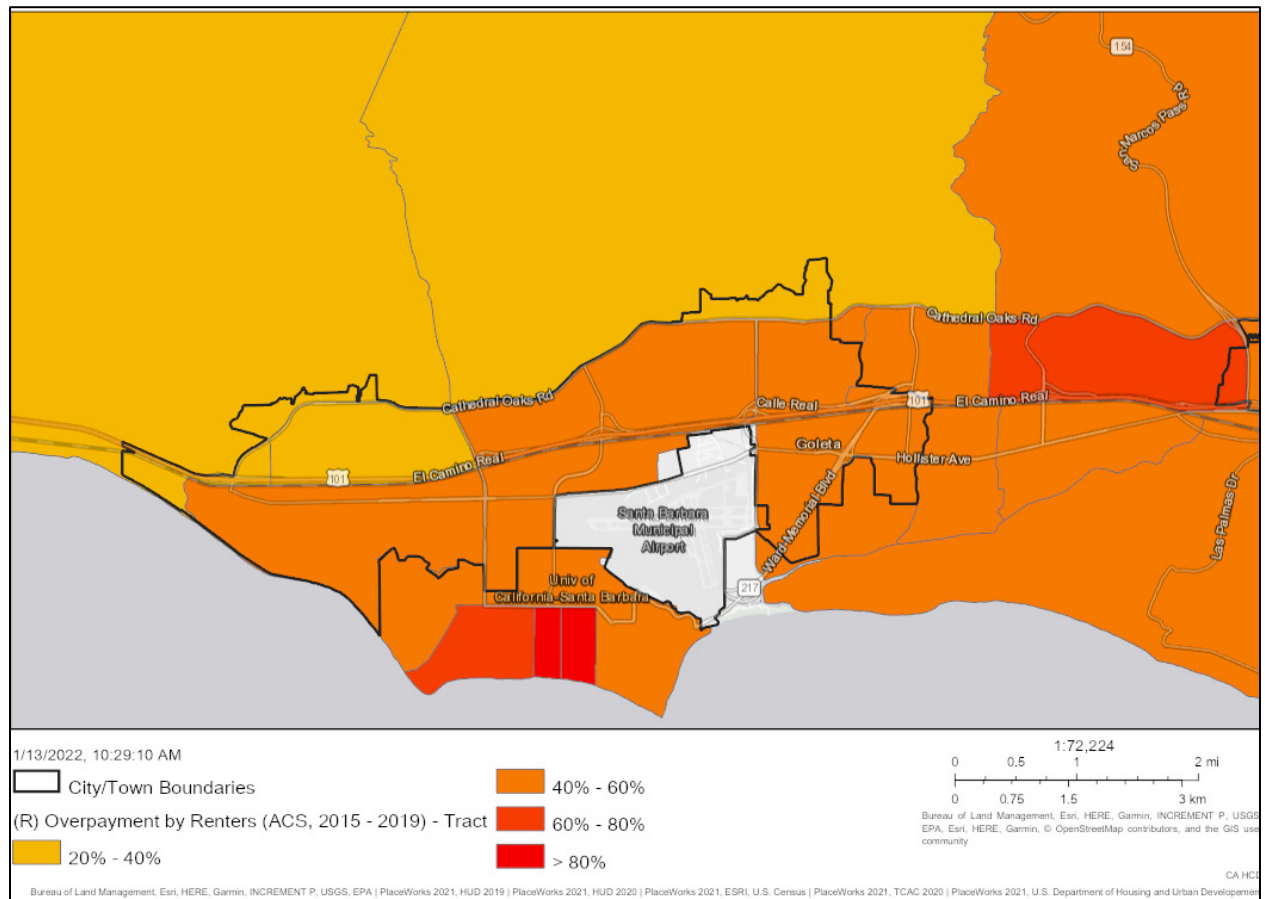 154
San Marcos Pass Rd
Cathedral Oaks Rd
Cathedral Oaks Rd
Calle Real
101
El Camino Real
Goleta
Hollister Ave
El Camino Real
101
Santa Barbara
Municipal
Airport
Ward Memorial Blvd
Las Palmas Dr
Univ of
California-Santa Barbara
217
1/13/2022, 10:29:10 AM
City/Town Boundaries
(R) Overpayment by Renters (ACS, 2015 - 2019) - Tract
20% - 40%
40% - 60%
60% - 80%
> 80%
1:72,224
0 0.5 1 2 mi
0 0.75 1.5 3 km
Bureau of Land Management, Esri, HERE, Garmin, INCREMENT P, USGS
EPA, Esri, HERE, Garmin, © OpenStreetMap contributors, and the GIS use
community
CA HCD
Bureau of Land Management, Esri, HERE, Garmin, INCREMENT P, USGS, EPA | PlaceWorks 2021, HUD 2019 | PlaceWorks 2021, HUD 2020 | PlaceWorks 2021, ESRI, U.S. Census | PlaceWorks 2021, TCAC 2020 | PlaceWorks 2021, U.S. Department of Housing and Urban Developemen